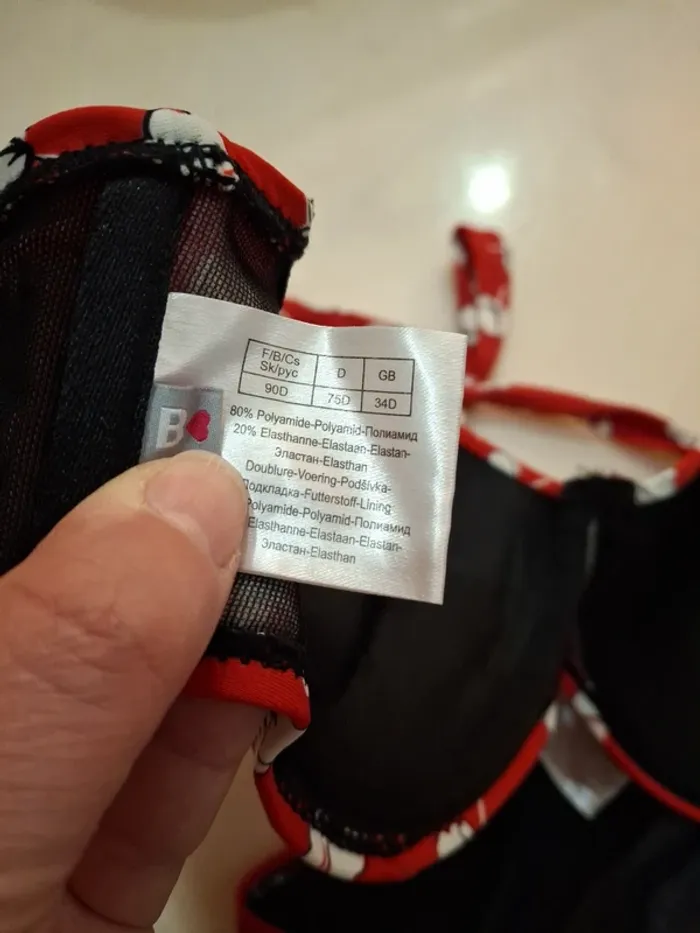 F/B/Cs D GB
Sk/рус
90D 75D 34D
80% Polyamide-Polyamid-Полиамид
20% Elasthanne-Elastaan-Elastan-
Эластан-Elasthan
Doublure-Voering-Podšívka-
Подкладка-Futterstoff-Lining:
Polyamide-Polyamid-Полиамид
Elasthanne-Elastaan-Elastan-
Эластан-Elasthan
B